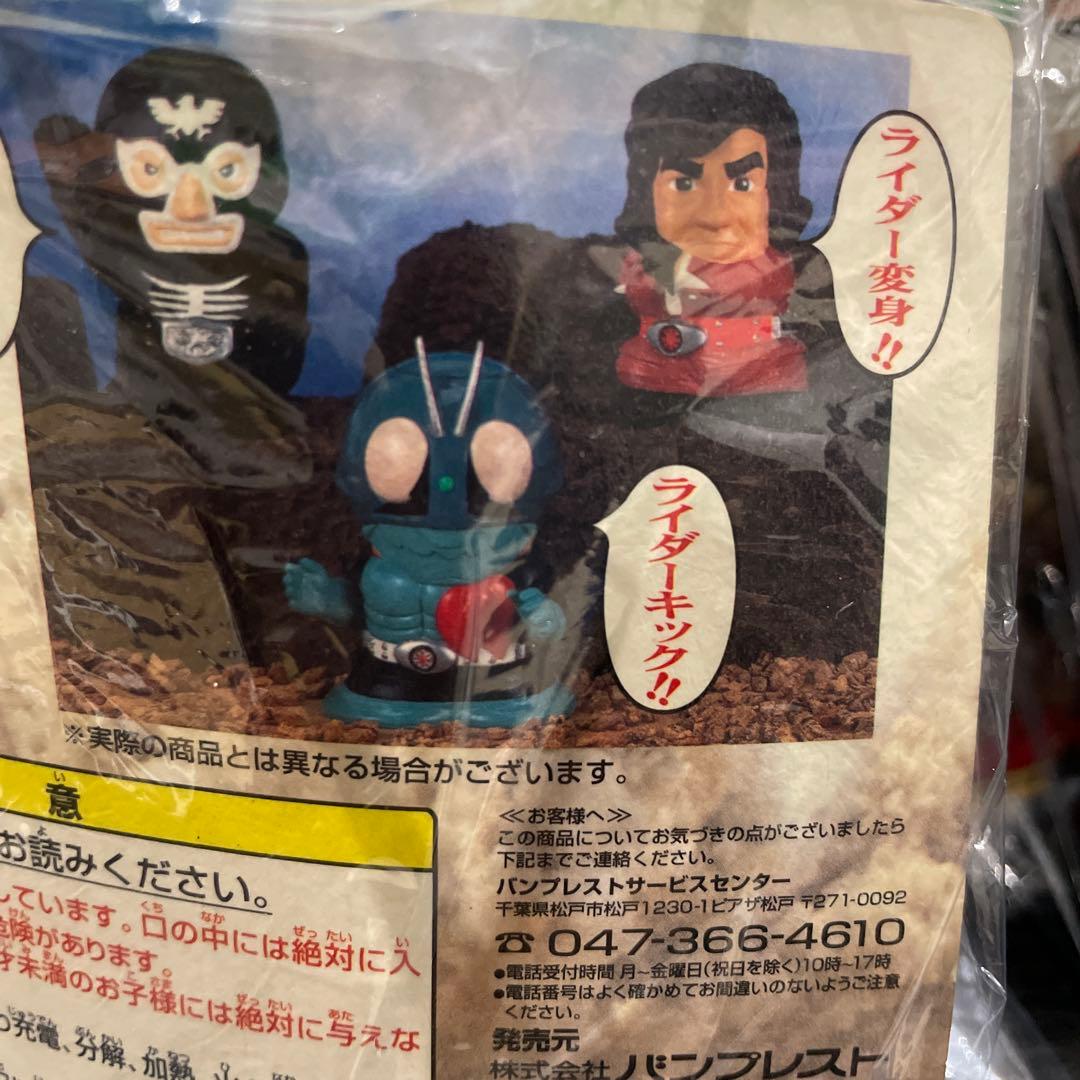 ライダー変身!!
ライダーキック!!
※実際の商品とは異なる場合がございます。
意
お読みください。
しています。口の中には絶対に入
危険があります。
才未満のお子様には絶対に与えな
充電、分解、加熱、
≪お客様へ≫
この商品についてお気づきの点がございましたら
下記までご連絡ください。
バンプレストサービスセンター
千葉県松戸市松戸1230-1ピアザ松戸 〒271-0092
☎ 047-366-4610
●電話受付時間 月~金曜日(祝日を除く)10時~17時
●電話番号はよく確かめてお間違いのないようご注意
ください。
発売元
株式会社バンプレスト